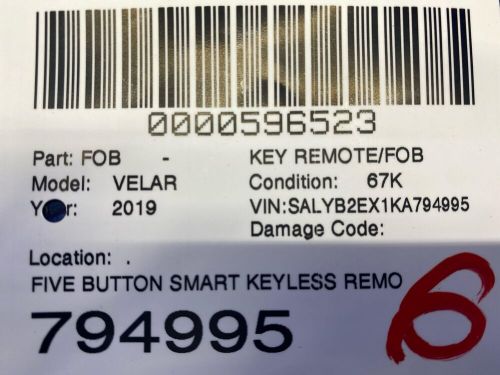 0000596523
Part: FOB - KEY REMOTE/FOB
Model: VELAR Condition: 67K
Year: 2019 VIN:SALYB2EX1KA794995
Damage Code:
Location: .
FIVE BUTTON SMART KEYLESS REMO
794995 6